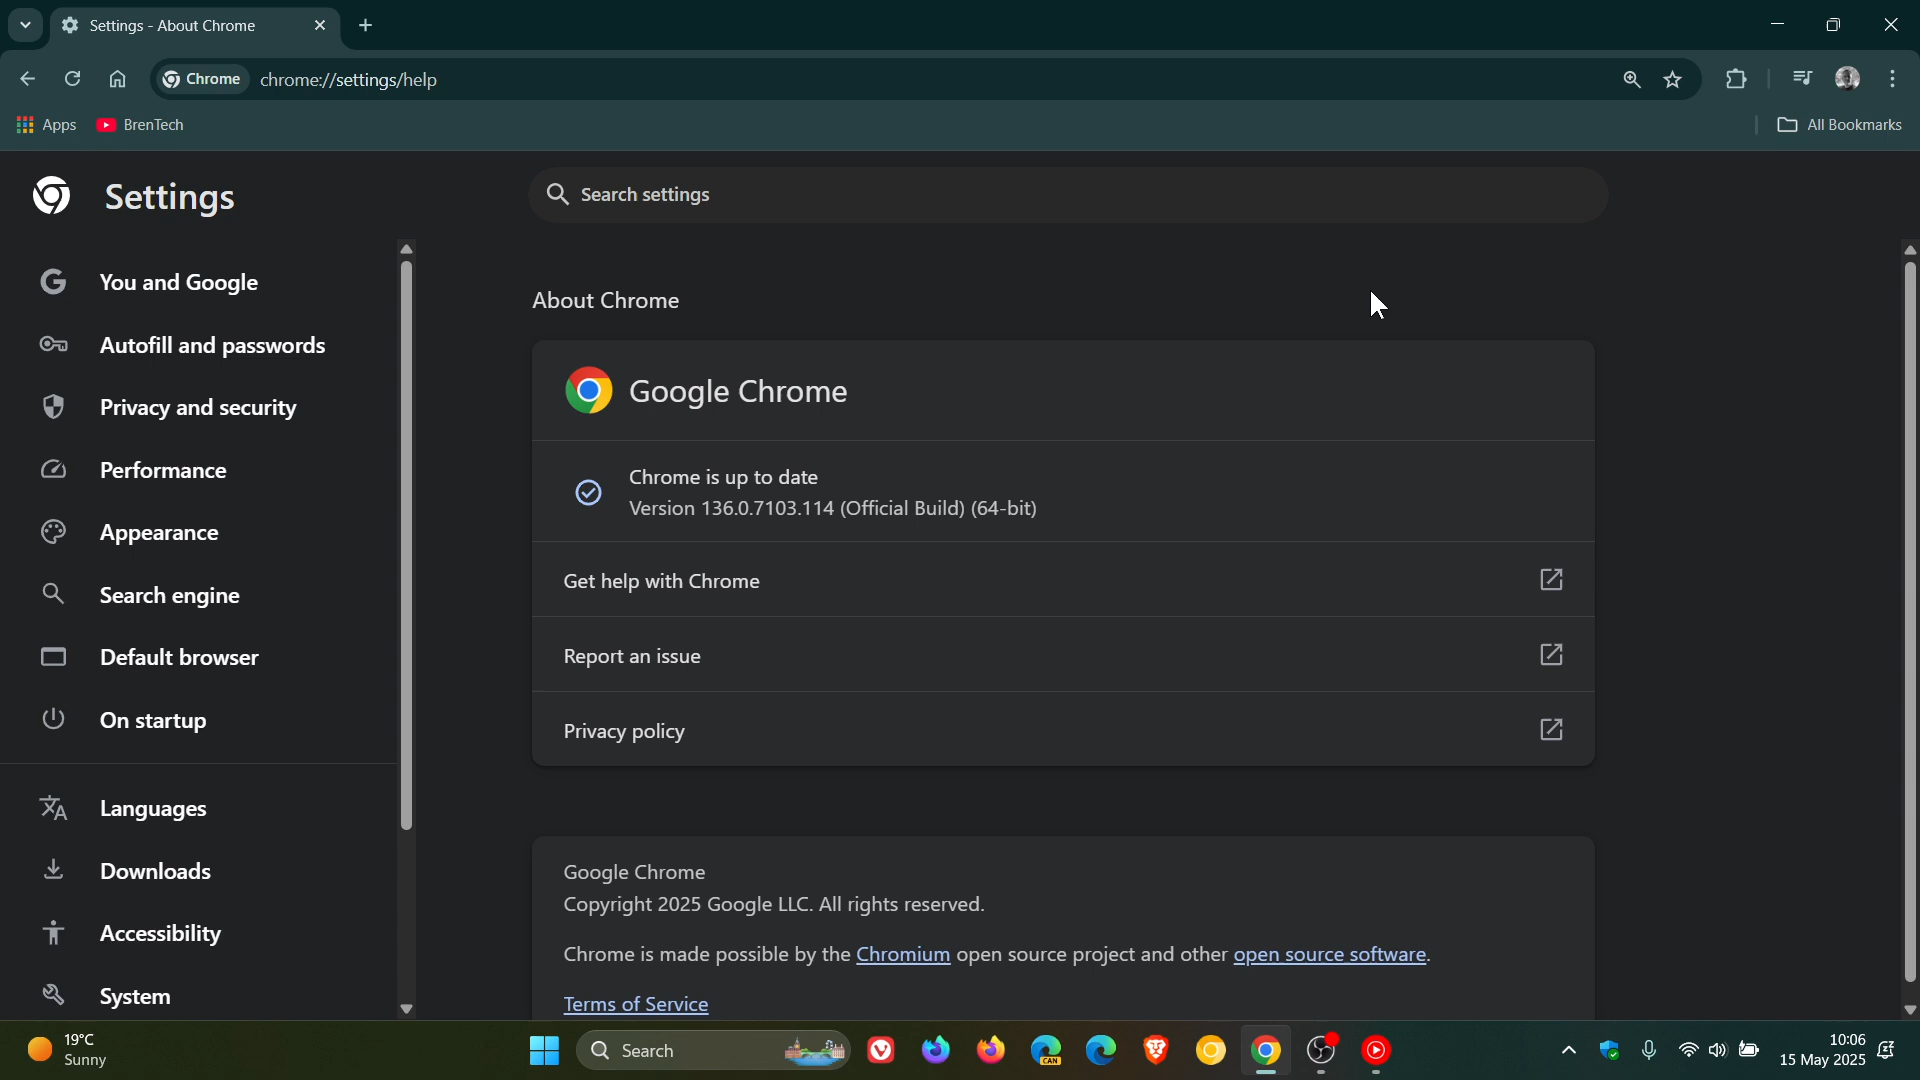 Settings - About Chrome
Chrome
chrome://settings/help
Apps
BrenTech
All Bookmarks
Settings
Search settings
You and Google
Autofill and passwords
Privacy and security
Performance
Appearance
Search engine
Default browser
On startup
Languages
Downloads
Accessibility
System
About Chrome
Google Chrome
Chrome is up to date
Version 136.0.7103.114 (Official Build) (64-bit)
Get help with Chrome
Report an issue
Privacy policy
Google Chrome
Copyright 2025 Google LLC. All rights reserved.
Chrome is made possible by the Chromium open source project and other open source software.
Terms of Service
19°C
Sunny
Search
CAN
10:06
15 May 2025